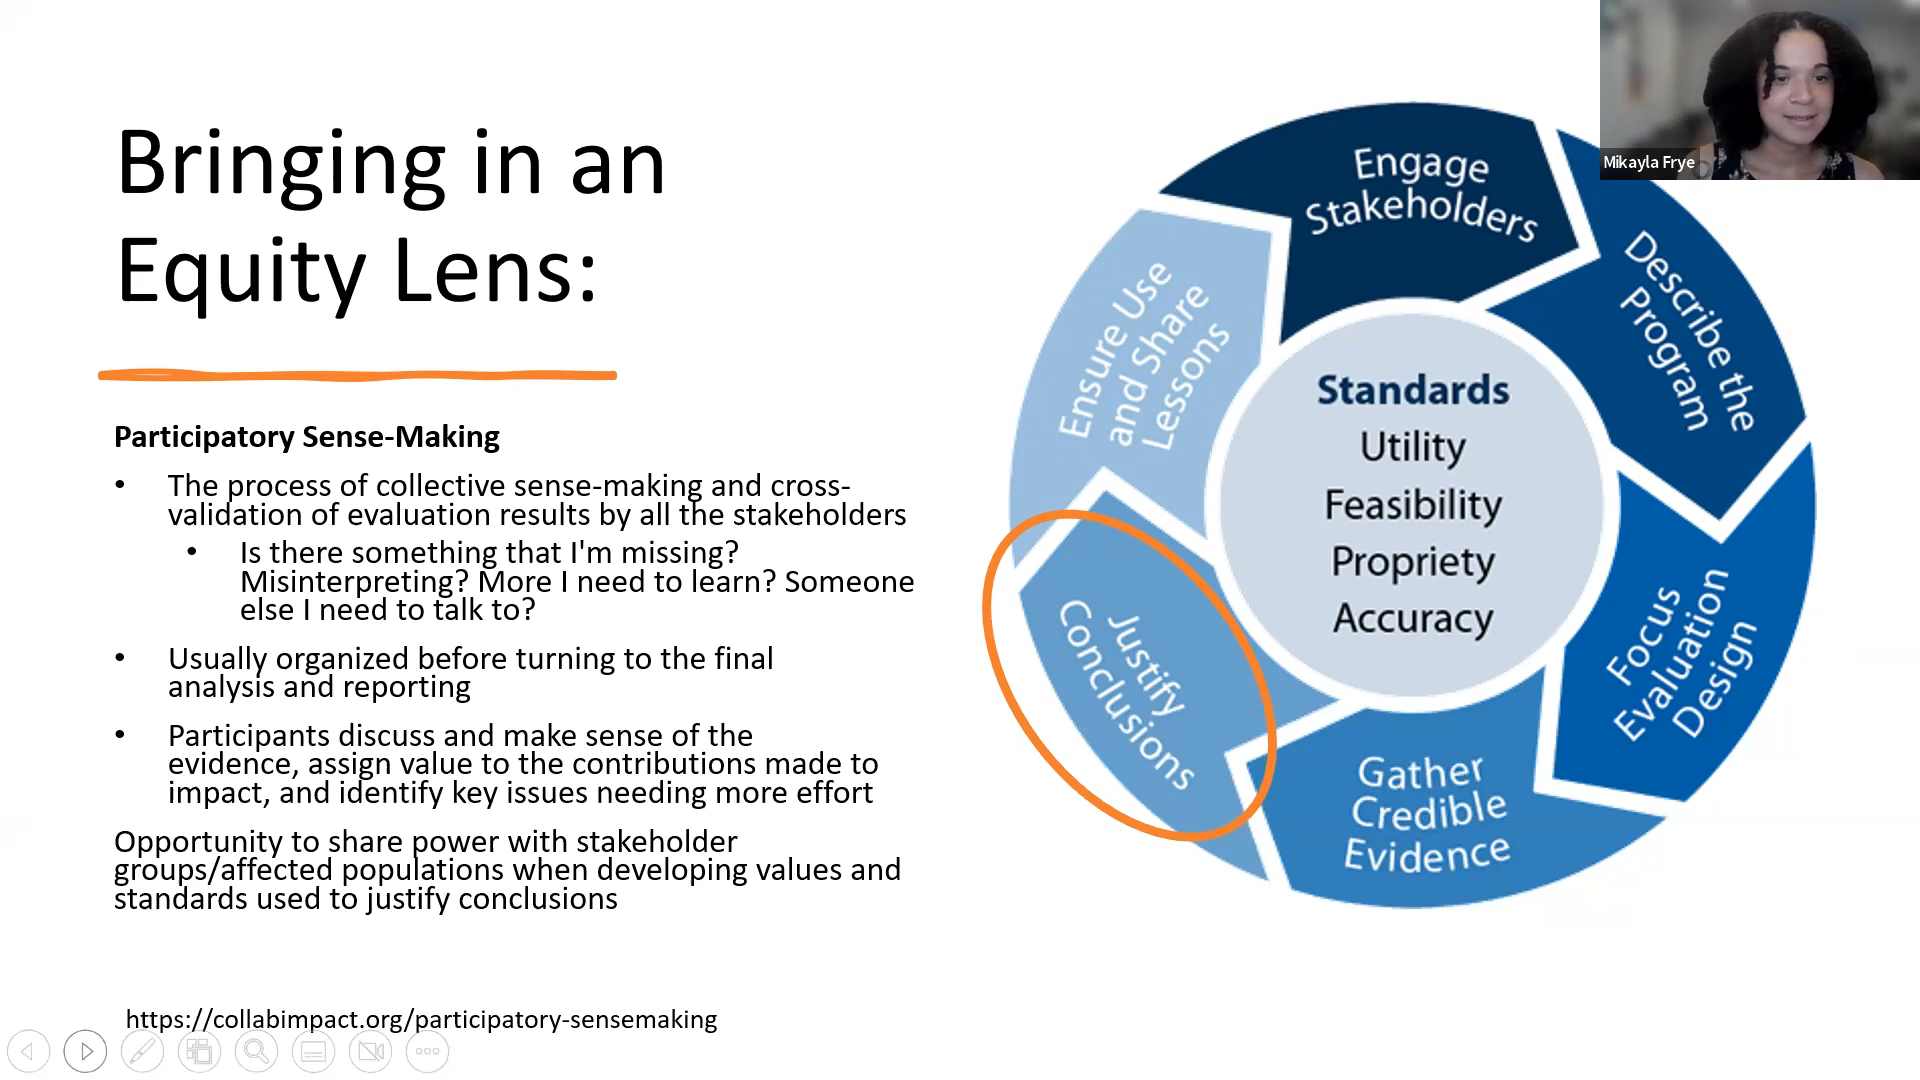 Bringing in an
Equity Lens:
Participatory Sense-Making
• The process of collective sense-making and cross-
validation of evaluation results by all the stakeholders
• Is there something that I'm missing?
Misinterpreting? More I need to learn? Someone
else I need to talk to?
• Usually organized before turning to the final
analysis and reporting
• Participants discuss and make sense of the
evidence, assign value to the contributions made to
impact, and identify key issues needing more effort
Opportunity to share power with stakeholder
groups/affected populations when developing values and
standards used to justify conclusions
https://collabimpact.org/participatory-sensemaking
Engage
Stakeholders
Describe the
Program
Focus
Evaluation
Design
Gather
Credible
Evidence
Justify
Conclusions
Ensure Use
and Share
Lessons
Standards
Utility
Feasibility
Propriety
Accuracy
Mikayla Frye